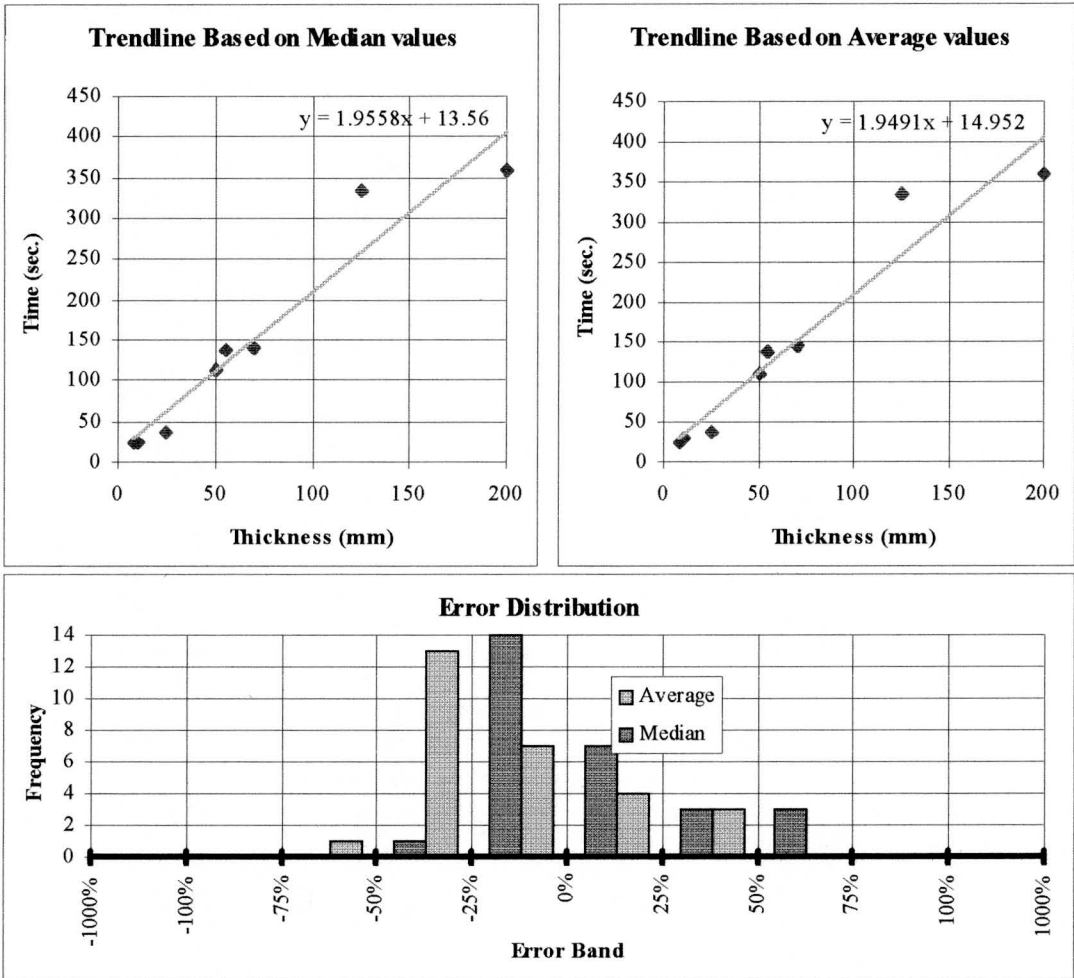 Trendline Based on Median values
450
400
350
300
250
200
150
100
50
0
y = 1.9558x + 13.56
Time (sec.)
0 50 100 150 200
Thickness (mm)
Trendline Based on Average values
450
400
350
300
250
200
150
100
50
0
y = 1.9491x + 14.952
Time (sec.)
0 50 100 150 200
Thickness (mm)
Error Distribution
14
12
10
8
6
4
2
0
Frequency
Average
Median
-1000% -100% -75% -50% -25% 0% 25% 50% 75% 100% 1000%
Error Band